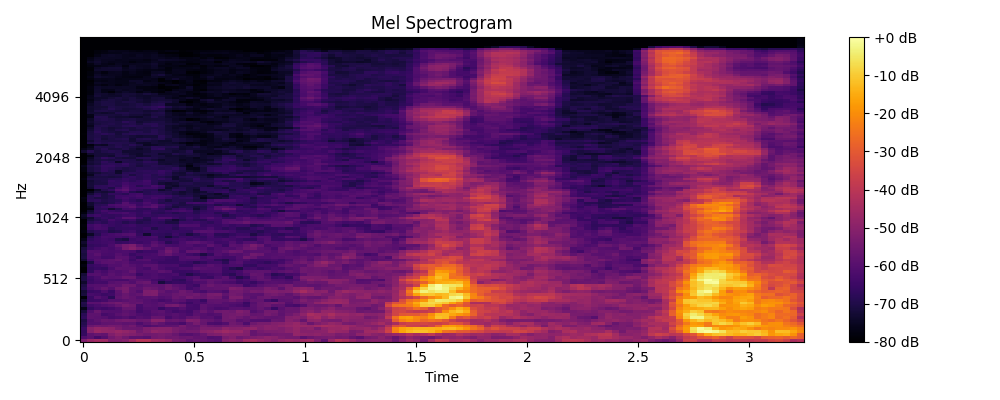 Mel Spectrogram
Hz
4096
2048
1024
512
0
0
0.5
1
1.5
2
2.5
3
Time
+0 dB
-10 dB
-20 dB
-30 dB
-40 dB
-50 dB
-60 dB
-70 dB
-80 dB